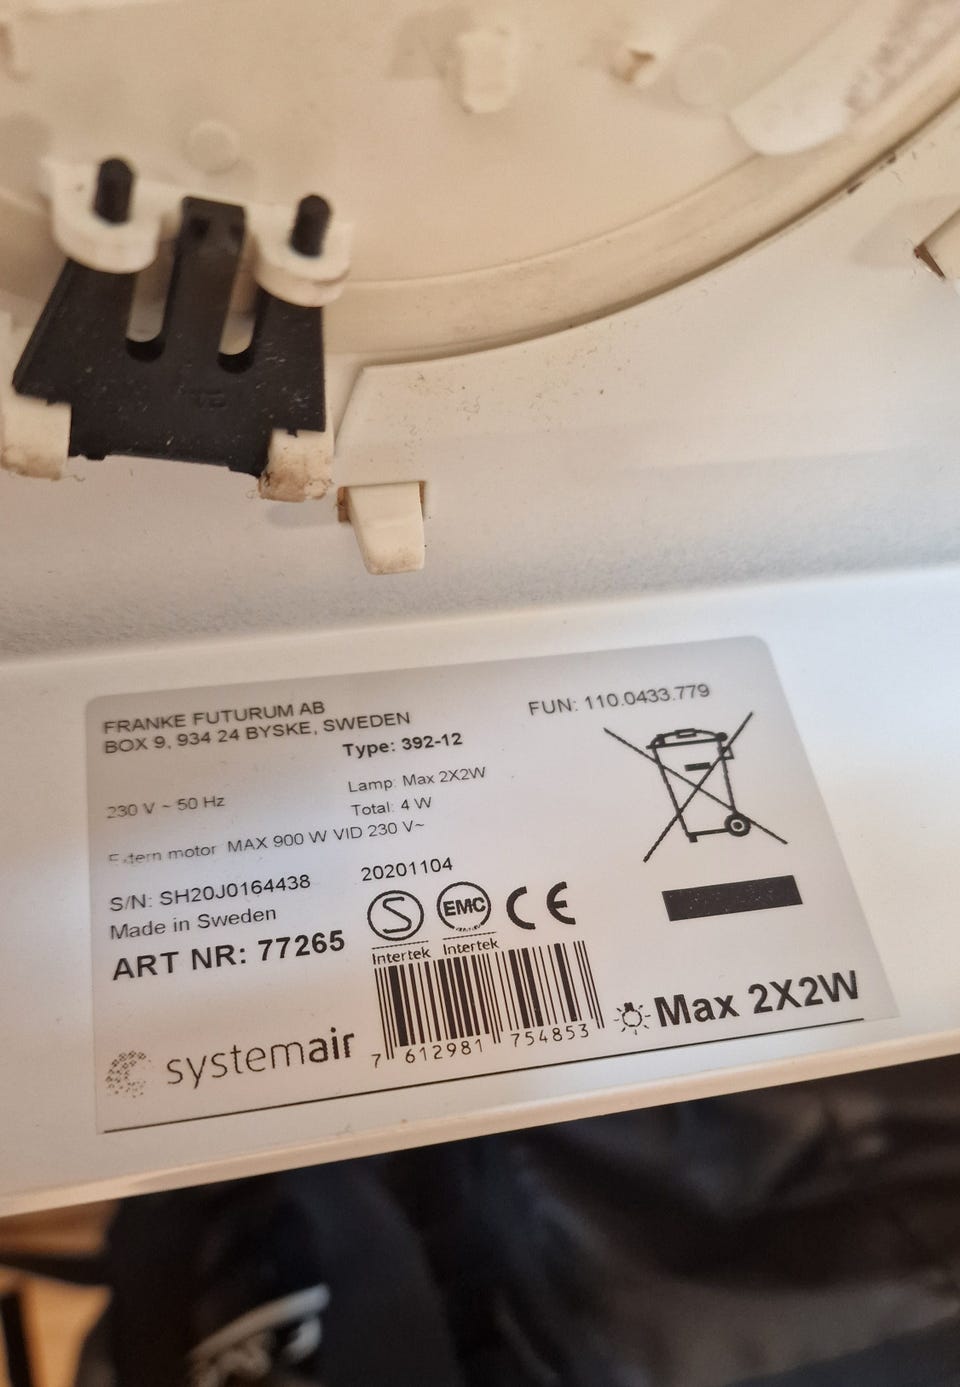 FRANKE FUTURUM AB
BOX 9, 934 24 BYSKE, SWEDEN
FUN: 110.0433.779
Type: 392-12
Lamp: Max 2X2W
230 V ~ 50 Hz
Total: 4 W
Extern motor MAX 900 W VID 230 V~
S/N: SH20J0164438
20201104
Made in Sweden
ART NR: 77265
S
EMC
CE
Intertek
Intertek
systemair
7 612981 754853
Max 2X2W